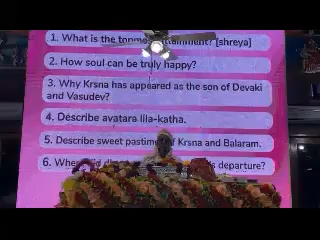 1. What is the topmost attainment? [shreya]
2. How soul can be truly happy?
3. Why Krsna has appeared as the son of Devaki
and Vasudev?
4. Describe avatara lila-katha.
5. Describe sweet pastimes of Krsna and Balaram.
6. departure?